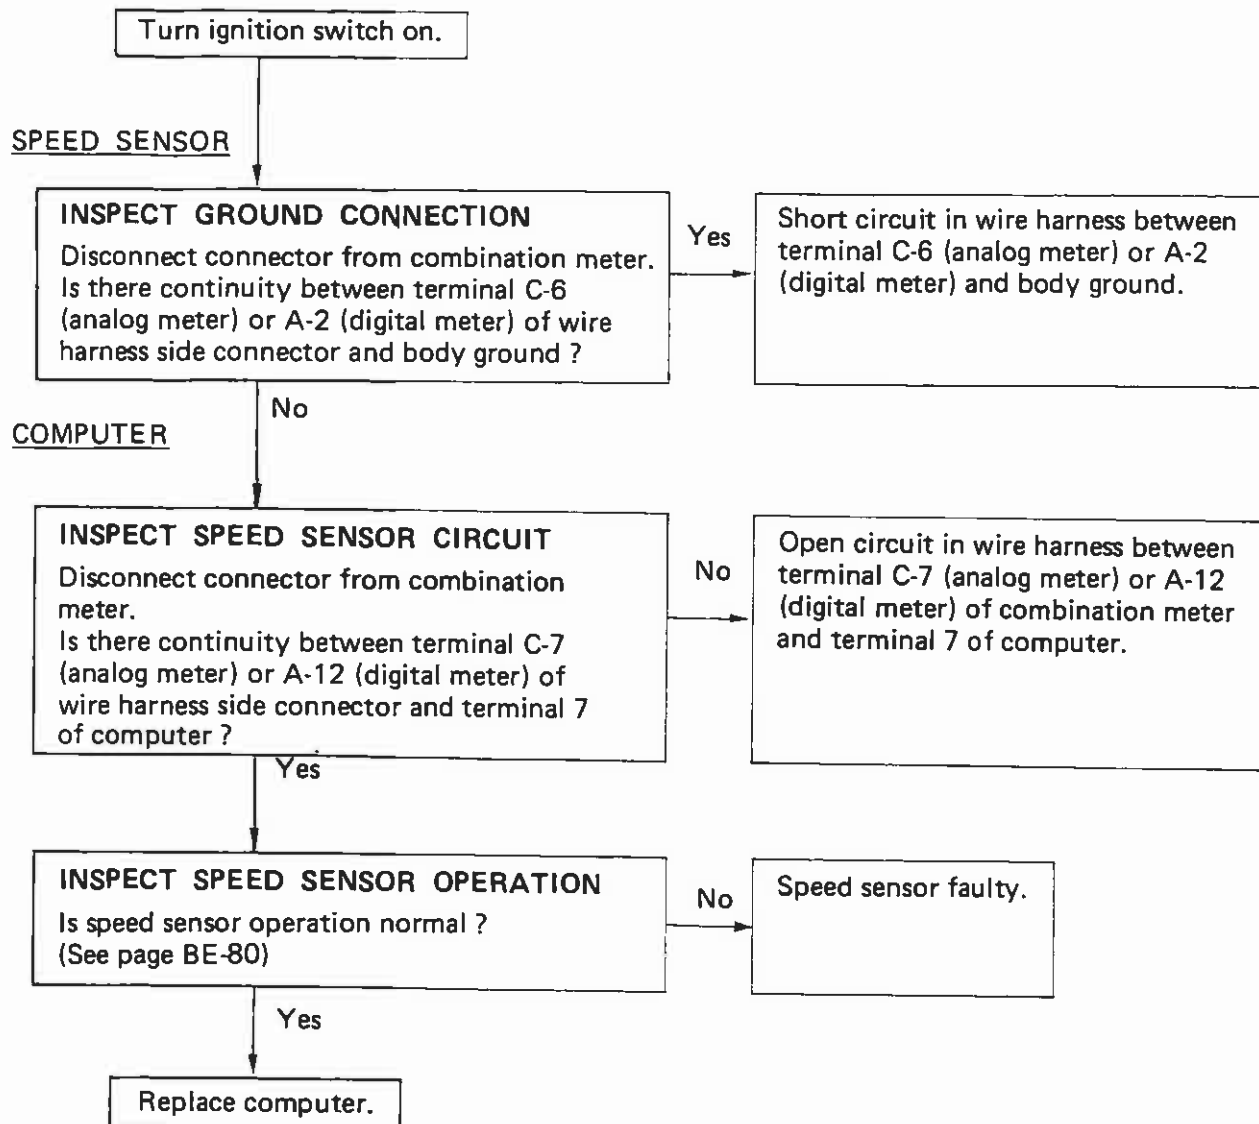 Turn ignition switch on.
SPEED SENSOR
INSPECT GROUND CONNECTION
Disconnect connector from combination meter.
Is there continuity between terminal C-6
(analog meter) or A-2 (digital meter) of wire
harness side connector and body ground ?
Yes
Short circuit in wire harness between
terminal C-6 (analog meter) or A-2
(digital meter) and body ground.
No
COMPUTER
INSPECT SPEED SENSOR CIRCUIT
Disconnect connector from combination
meter.
Is there continuity between terminal C-7
(analog meter) or A-12 (digital meter) of
wire harness side connector and terminal 7
of computer ?
No
Open circuit in wire harness between
terminal C-7 (analog meter) or A-12
(digital meter) of combination meter
and terminal 7 of computer.
Yes
INSPECT SPEED SENSOR OPERATION
Is speed sensor operation normal ?
(See page BE-80)
No
Speed sensor faulty.
Yes
Replace computer.